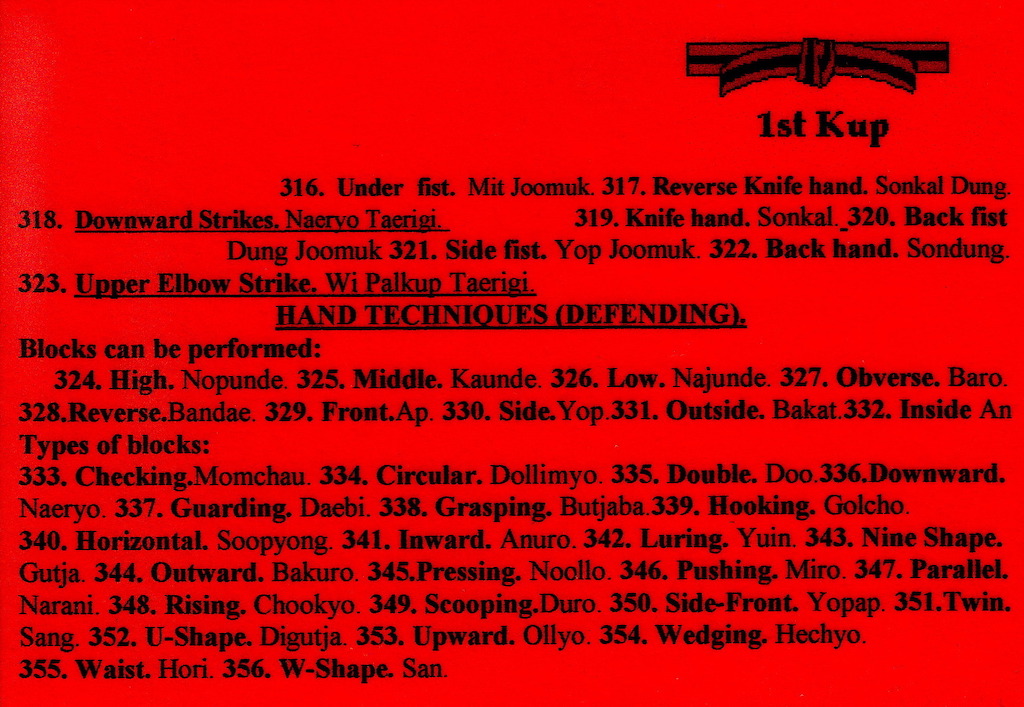 1st Kup
316. Under fist. Mit Joomuk. 317. Reverse Knife hand. Sonkal Dung.
318. Downward Strikes. Naeryo Taerigi. 319. Knife hand. Sonkal. 320. Back fist
Dung Joomuk 321. Side fist. Yop Joomuk. 322. Back hand. Sondung.
323. Upper Elbow Strike. Wi Palkup Taerigi.
HAND TECHNIQUES (DEFENDING).
Blocks can be performed:
324. High. Nopunde. 325. Middle. Kaunde. 326. Low. Najunde. 327. Obverse. Baro.
328.Reverse.Bandae. 329. Front.Ap. 330. Side.Yop.331. Outside. Bakat.332. Inside An
Types of blocks:
333. Checking.Momchau. 334. Circular. Dollimyo. 335. Double. Doo.336.Downward.
Naeryo. 337. Guarding. Daebi. 338. Grasping. Butjaba.339. Hooking. Golcho.
340. Horizontal. Soopyong. 341. Inward. Anuro. 342. Luring. Yuin. 343. Nine Shape.
Gutja. 344. Outward. Bakuro. 345.Pressing. Noollo. 346. Pushing. Miro. 347. Parallel.
Narani. 348. Rising. Chookyo. 349. Scooping.Duro. 350. Side-Front. Yopap. 351.Twin.
Sang. 352. U-Shape. Digutja. 353. Upward. Ollyo. 354. Wedging. Hechyo.
355. Waist. Hori. 356. W-Shape. San.